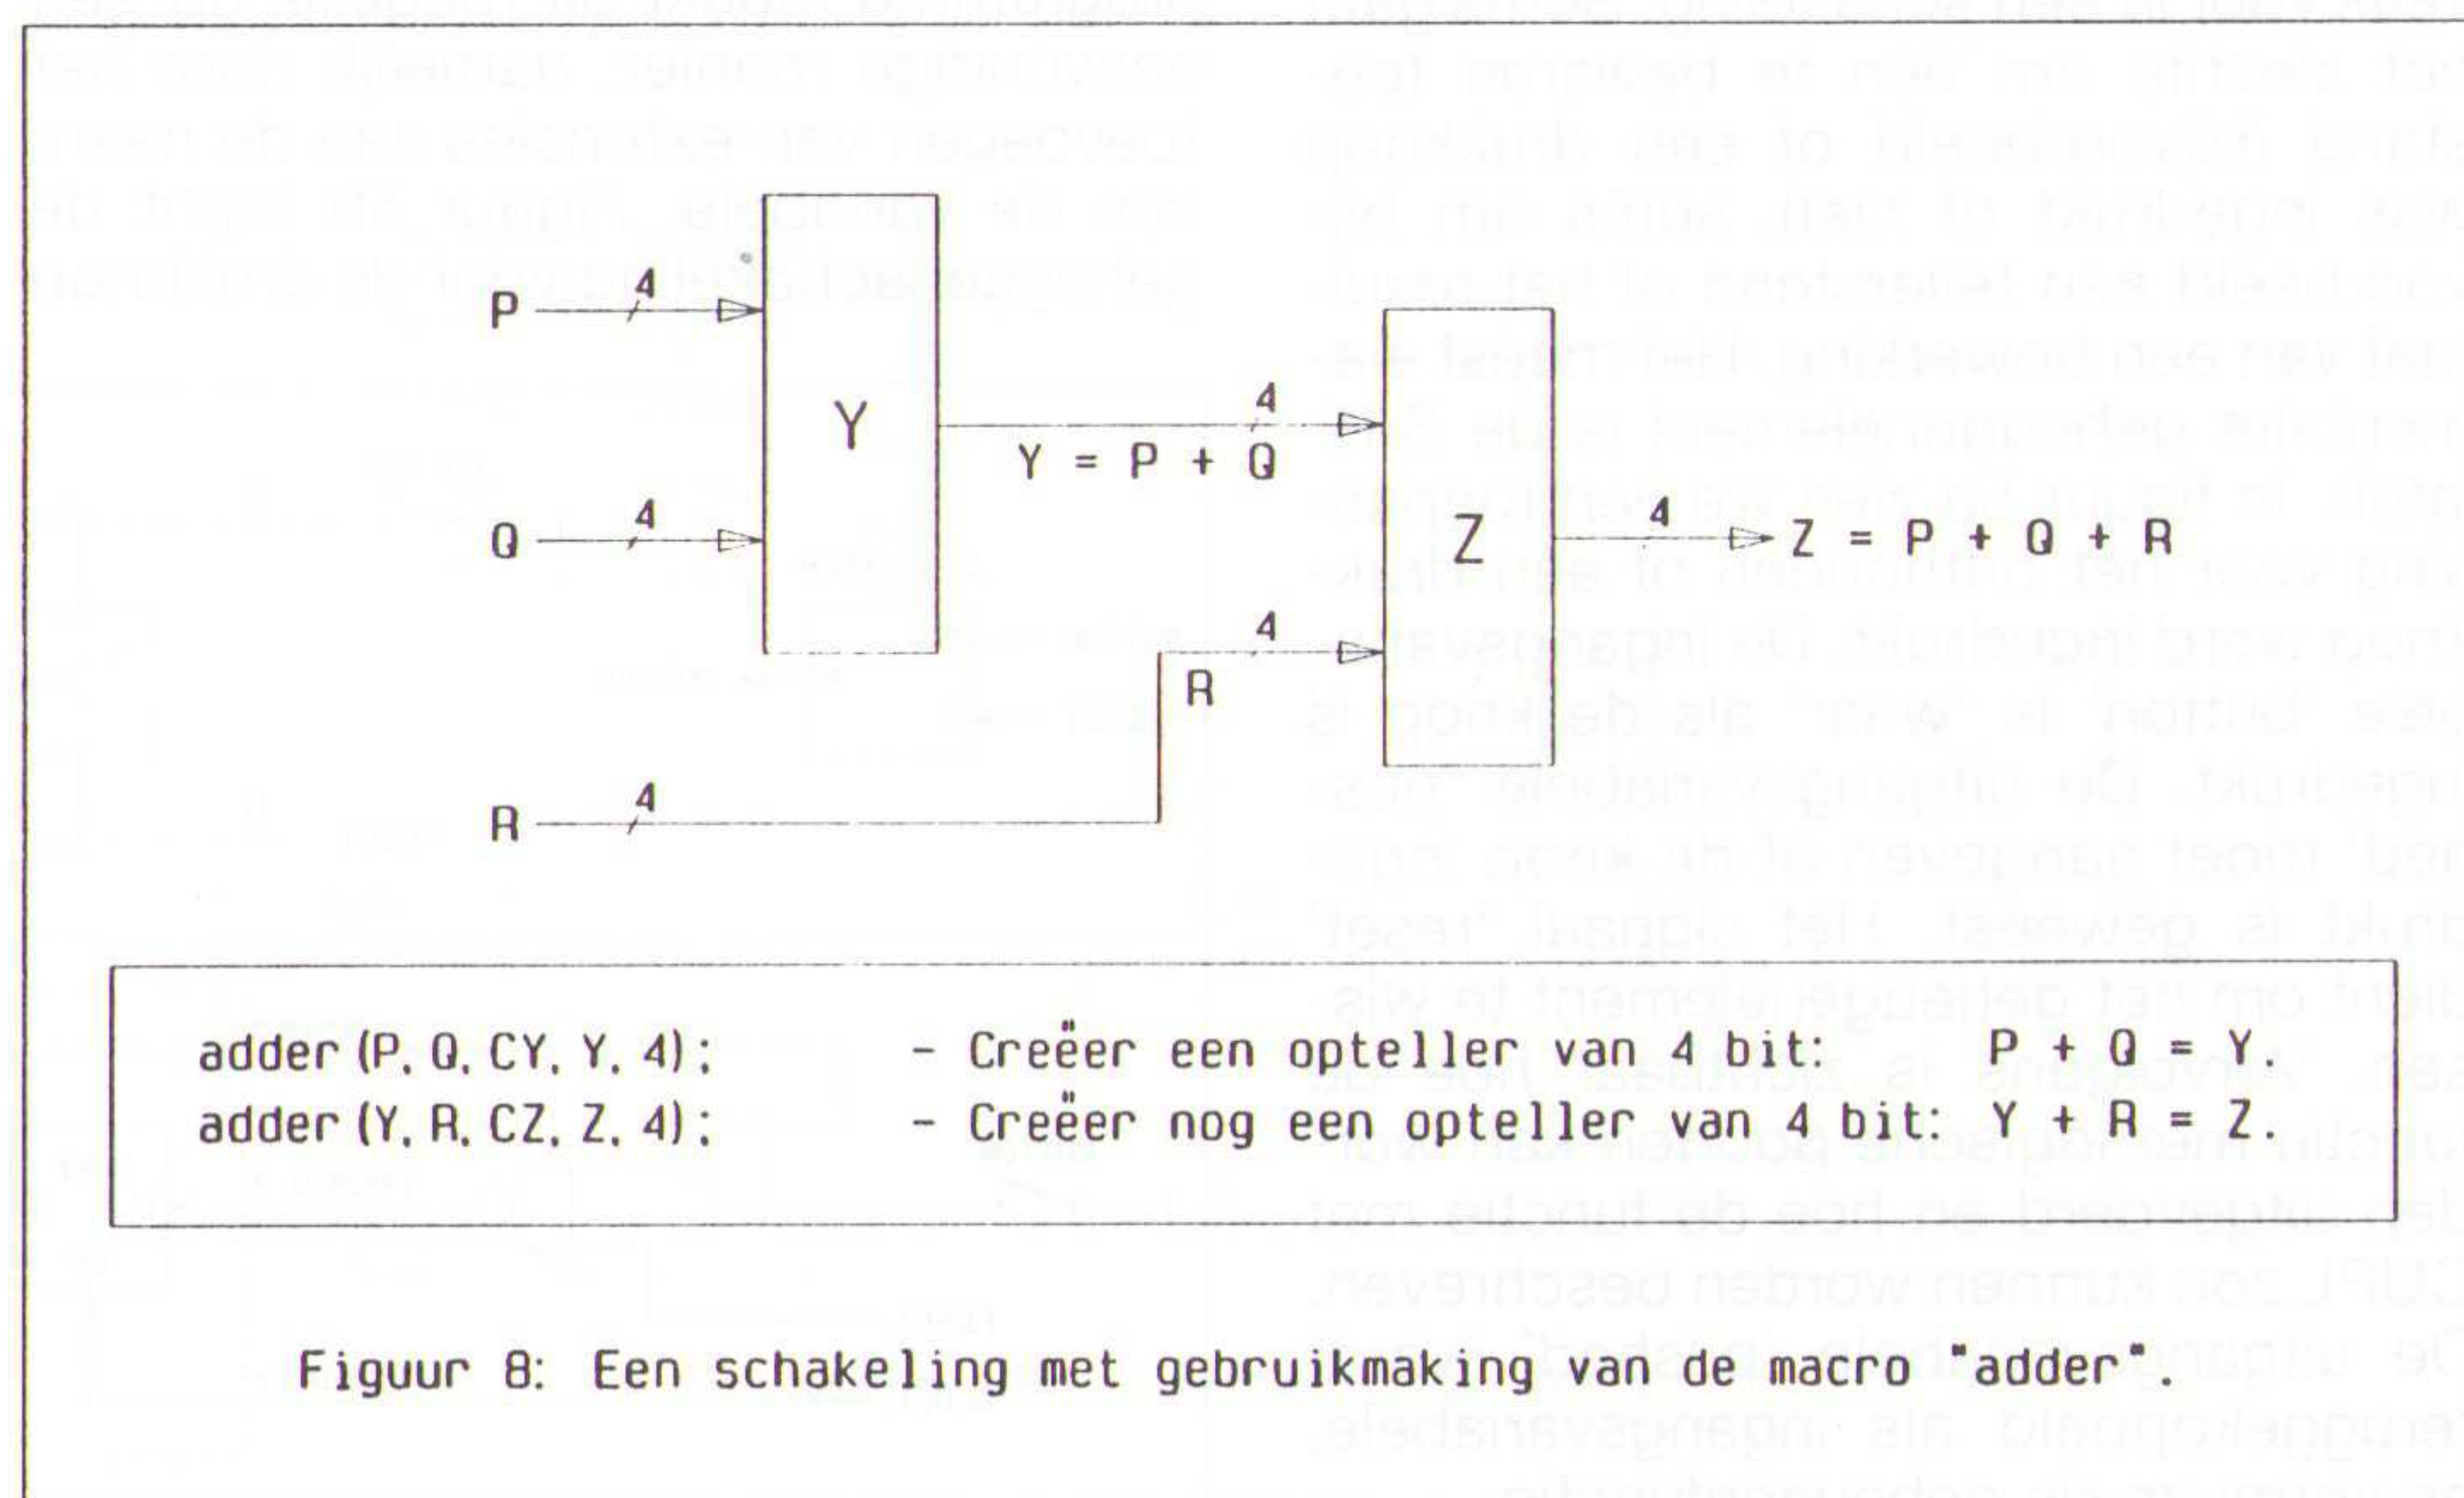 P 4
Y
Q 4
4
Y = P + Q
Z
4
Z = P + Q + R
4
R
R 4
adder (P, Q, CY, Y, 4); - Creëer een opteller van 4 bit: P + Q = Y.
adder (Y, R, CZ, Z, 4); - Creëer nog een opteller van 4 bit: Y + R = Z.
Figuur 8: Een schakeling met gebruikmaking van de macro "adder".